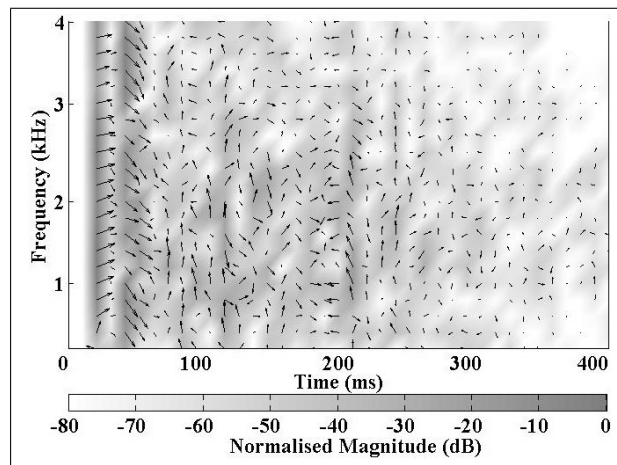 4
3
2
1
Frequency (kHz)
0 100 200 300 400
Time (ms)
-80 -70 -60 -50 -40 -30 -20 -10 0
Normalised Magnitude (dB)